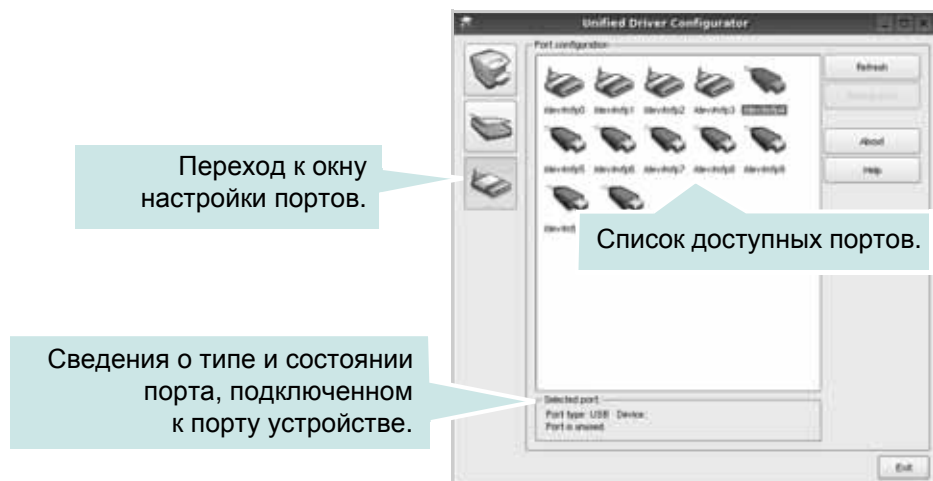 Unified Driver Configurator
Port configuration
Refresh
About
Help
/dev/mfp0 /dev/mfp1 /dev/mfp2 /dev/mfp3 /dev/mfp4
/dev/mfp5 /dev/mfp6 /dev/mfp7 /dev/mfp8 /dev/mfp9
Переход к окну
настройки портов.
Список доступных портов.
Сведения о типе и состоянии
порта, подключенном
к порту устройстве.
Selected port
Port type: USB Device:
Port is unused.
Exit